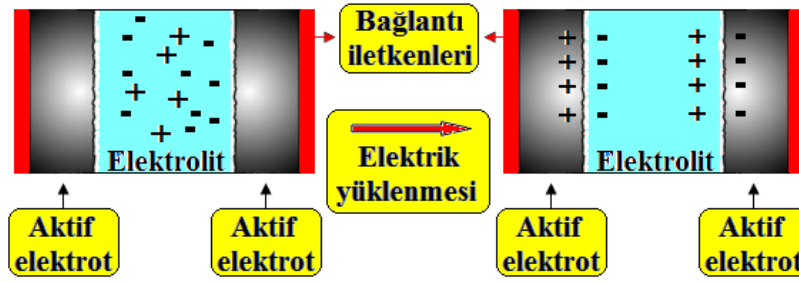 Bağlantı
iletkenleri
Elektrolit
Elektrolit
Elektrik
yüklenmesi
Aktif
elektrot
Aktif
elektrot
Aktif
elektrot
Aktif
elektrot